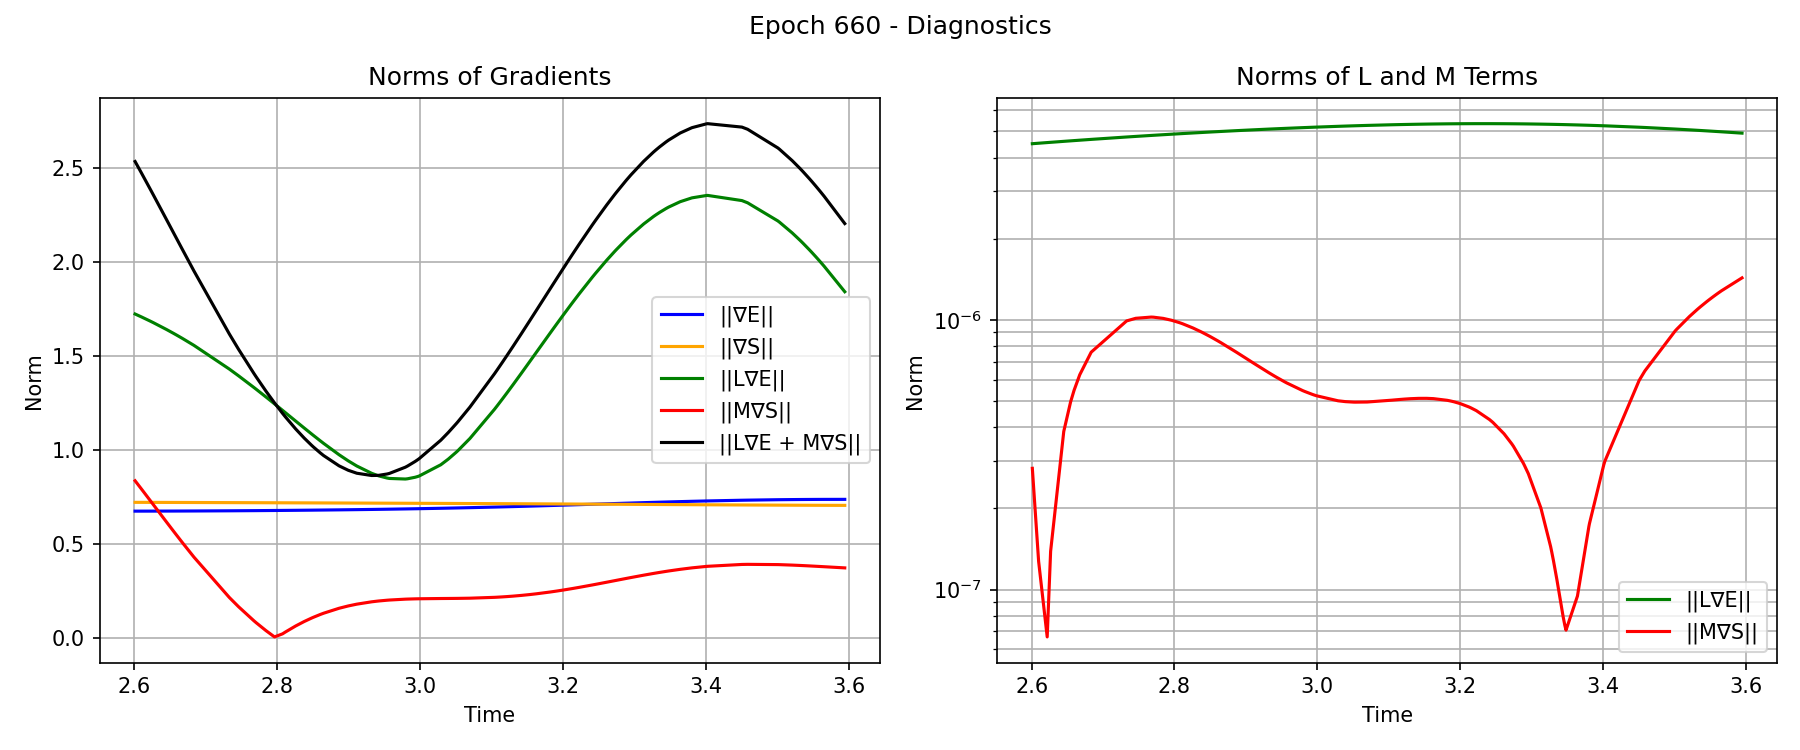 Epoch 660 - Diagnostics
Norms of Gradients
Norm
2.5
2.0
1.5
1.0
0.5
0.0
2.6 2.8 3.0 3.2 3.4 3.6
Time
||∇E||
||∇S||
||L∇E||
||M∇S||
||L∇E + M∇S||
Norms of L and M Terms
Norm
10⁻⁶
10⁻⁷
2.6 2.8 3.0 3.2 3.4 3.6
Time
||L∇E||
||M∇S||